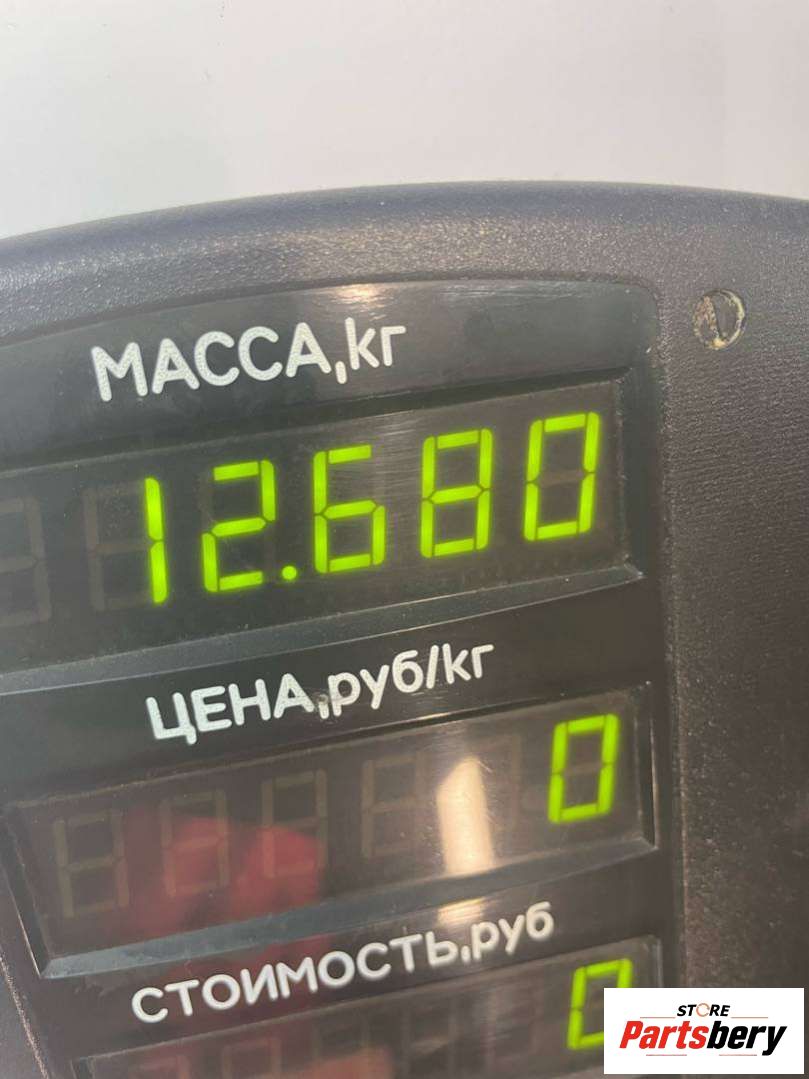 МАССА,кг
12.680
ЦЕНА,руб/кг
0
СТОИМОСТЬ,руб
0
STORE
Partsbery